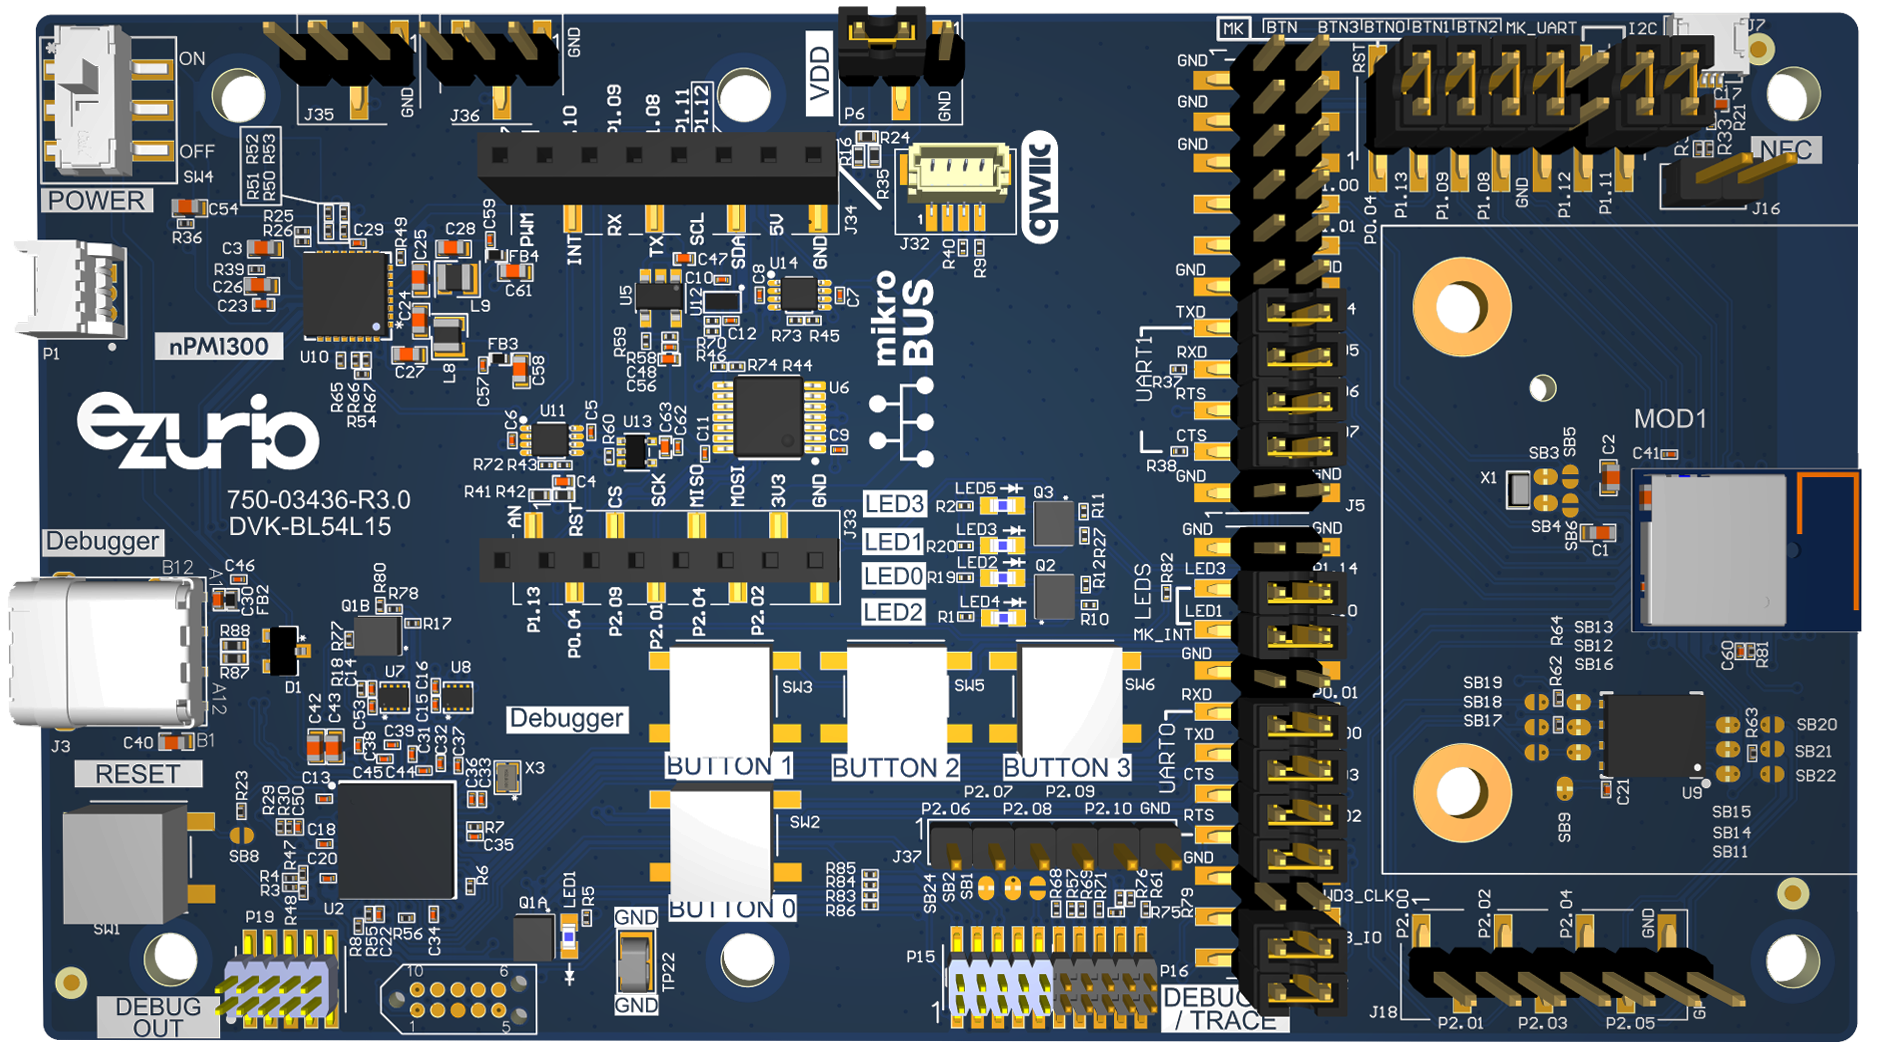 MK BTN BTN3 BTN0 BTN1 BTN2 MK_UART I2C J7
ON
OFF
SW4
POWER
J35 GND
J36 GND
VDD
P6 GND
RST
C17
R21
R33
NFC
J16
R51 R52
R50 R53
P1.09
P1.11
P1.12
R24
R16
R35
qwiic
J32
R40
R9
J34
PWM INT RX TX SCL SDA 5V GND
P0.04 P1.13 P1.09 P1.08 GND P1.12 P1.11
C54
R36
R25
R26
C29
R49
C25
C28
C59
FB4
C61
C3
R39
C26
C23
C24
L9
L8
C27
FB3
C57
C58
U10
nPM1300
P1
R65
R66
R67
R54
C47
C10
U5
U12
C12
C8
U14
C7
R73 R45
R59
R58
C48
C56
R70
R46
R74 R44
U6
mikro
BUS
ezurio
750-03436-R3.0
DVK-BL54L15
C6
U11
C5
R60
U13
C63
C62
C11
C9
R72 R43
R41 R42
C4
AN RST CS SCK MISO MOSI 3V3 GND
J33
P1.13 P0.04 P2.09 P2.01 P2.04 P2.02
LED3
LED1
LED0
LED2
LED5
R2
LED3
R20
LED2
R19
LED4
R1
Q3
R11
R27
Q2
R12
R10
GND
GND
GND
GND
TXD
RXD
RTS
CTS
GND
UART1
R37
R38
J5
GND
GND
LED3
LED1
LEDS
R82
MK_INT
GND
P0.01
RXD
TXD
CTS
RTS
UART0
GND
R79
MOD1
X1
SB3
SB5
SB4
SB6
C2
C1
C41
C60
R81
R64
R62
SB13
SB12
SB16
SB19
SB18
SB17
R63
SB20
SB21
SB22
C21
U9
SB9
SB15
SB14
SB11
Debugger
B12
C46
C30
FB2
R88
R87
D1
A12
B1
J3
C40
RESET
R80
R78
Q1B
R77
R17
R18
C14
U7
C16
U8
C15
C53
C42
C43
C38
C39
C31
C32
C37
C45 C44
C13
C36
C33
X3
Debugger
SW3
SW5
SW6
BUTTON 1
BUTTON 2
BUTTON 3
SW2
BUTTON 0
SW1
R23
SB8
R29
R30
C50
C18
C20
R47
R4
R3
R48
R7
C35
R6
U2
R8
R55
C22
R56
C34
P19
DEBUG
OUT
10 6
1 5
Q1A
LED1
R5
GND
TP22
GND
P2.07 P2.09
P2.06 P2.08 P2.10 GND
J37
SB24
SB2
SB1
R68
R57
R69
R71
R76
R61
R75
R85
R84
R83
R86
P15
P16
DEBUG
/ TRACE
P2.00 P2.02 P2.04 GND
J18
P2.01 P2.03 P2.05